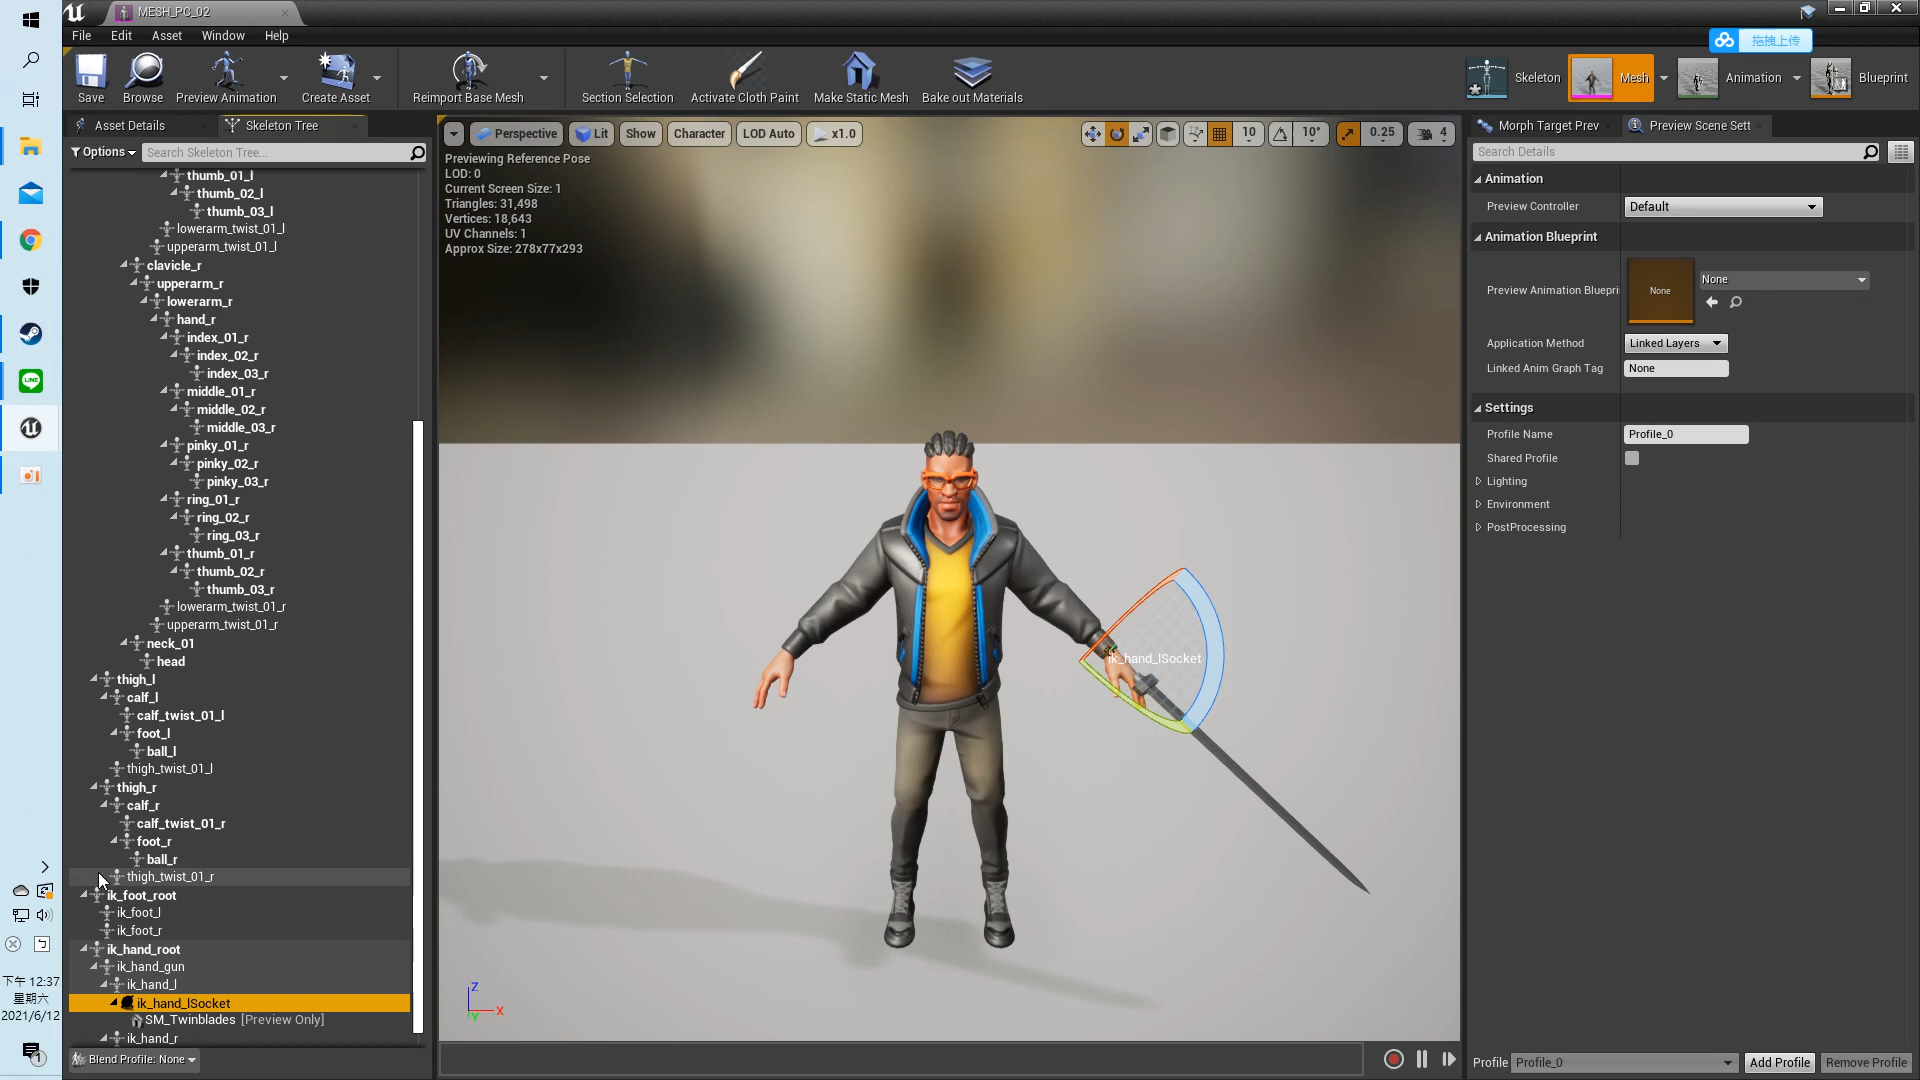 MESH_PC_02
File Edit Asset Window Help
拖拽上传
Save Browse Preview Animation Create Asset Reimport Base Mesh Section Selection Activate Cloth Paint Make Static Mesh Bake out Materials
Skeleton Mesh Animation Blueprint
Asset Details Skeleton Tree
Options Search Skeleton Tree...
thumb_01_l
thumb_02_l
thumb_03_l
lowerarm_twist_01_l
upperarm_twist_01_l
clavicle_r
upperarm_r
lowerarm_r
hand_r
index_01_r
index_02_r
index_03_r
middle_01_r
middle_02_r
middle_03_r
pinky_01_r
pinky_02_r
pinky_03_r
ring_01_r
ring_02_r
ring_03_r
thumb_01_r
thumb_02_r
thumb_03_r
lowerarm_twist_01_r
upperarm_twist_01_r
neck_01
head
thigh_l
calf_l
calf_twist_01_l
foot_l
ball_l
thigh_twist_01_l
thigh_r
calf_r
calf_twist_01_r
foot_r
ball_r
thigh_twist_01_r
ik_foot_root
ik_foot_l
ik_foot_r
ik_hand_root
ik_hand_gun
ik_hand_l
ik_hand_lSocket
SM_Twinblades [Preview Only]
ik_hand_r
Blend Profile: None
Perspective Lit Show Character LOD Auto x1.0
10 10° 0.25 4
Previewing Reference Pose
LOD: 0
Current Screen Size: 1
Triangles: 31,498
Vertices: 18,643
UV Channels: 1
Approx Size: 278x77x293
ik_hand_lSocket
Z
X
Y
Morph Target Prev Preview Scene Sett
Search Details
Animation
Preview Controller Default
Animation Blueprint
Preview Animation Bluepri None None
Application Method Linked Layers
Linked Anim Graph Tag None
Settings
Profile Name Profile_0
Shared Profile
Lighting
Environment
PostProcessing
Profile Profile_0 Add Profile Remove Profile
LINE
下午 12:37
星期六
2021/6/12
1